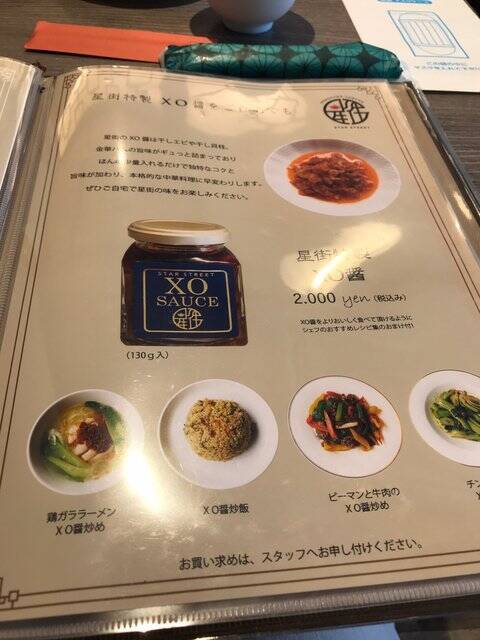 星街特製 XO醤を でも
STAR STREET
星街のXO醤は干しエビや干し貝柱、
金華ハムの旨味がギュっと詰まっており
ほんの少量入れるだけで独特なコクと
旨味が加わり、本格的な中華料理に早変わりします。
ぜひご自宅で星街の味をお楽しみください。
STAR STREET
XO
SAUCE
(130g入)
星街特製
XO醤
2.000 yen (税込み)
XO醤をよりおいしく食べて頂けるように
シェフのおすすめレシピ集のおまけ付!
鶏ガララーメン
XO醤炒め
XO醤炒飯
ピーマンと牛肉の
XO醤炒め
チン
お買い求めは、スタッフへお申し付けください。